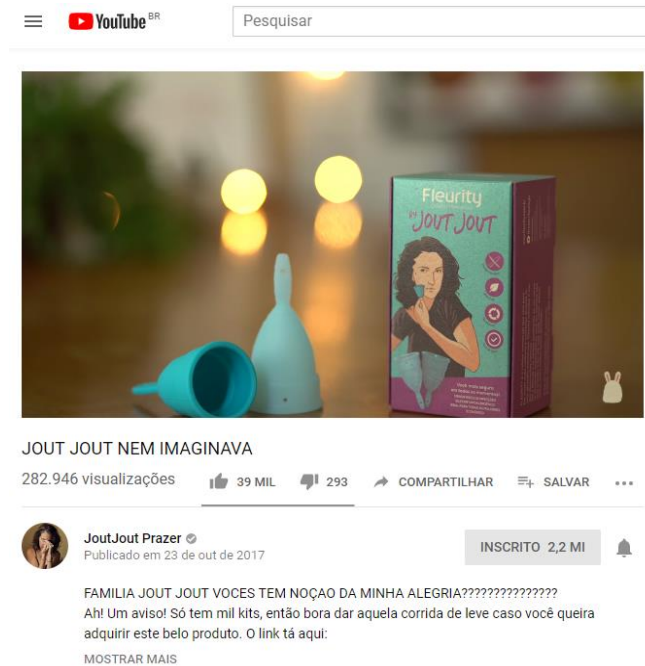 YouTube BR
Pesquisar
Fleurity
BY
JOUT JOUT
JOUT JOUT NEM IMAGINAVA
282.946 visualizações
39 MIL
293
COMPARTILHAR
SALVAR
JoutJout Prazer
Publicado em 23 de out de 2017
INSCRITO 2,2 MI
FAMILIA JOUT JOUT VOCES TEM NOÇAO DA MINHA ALEGRIA???????????????
Ah! Um aviso! Só tem mil kits, então bora dar aquela corrida de leve caso você queira
adquirir este belo produto. O link tá aqui:
MOSTRAR MAIS